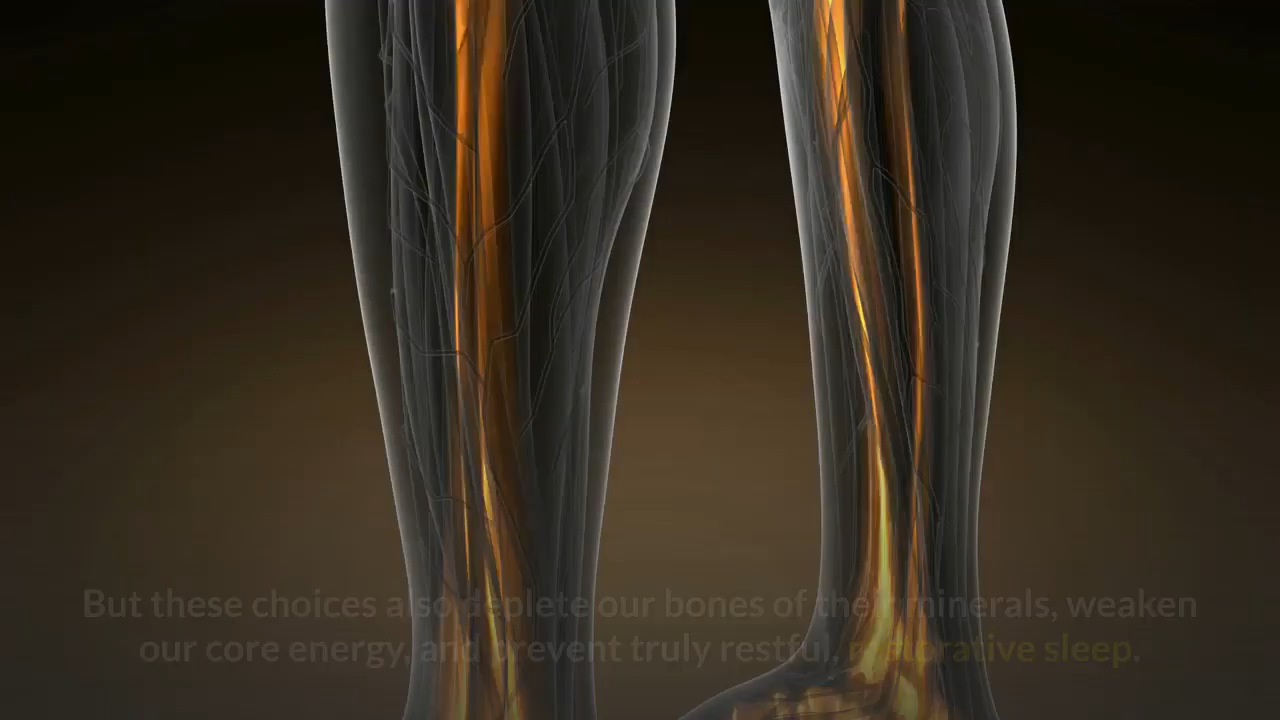 But these choices also deplete our bones of their minerals, weaken
our core energy, and prevent truly restful, restorative sleep.